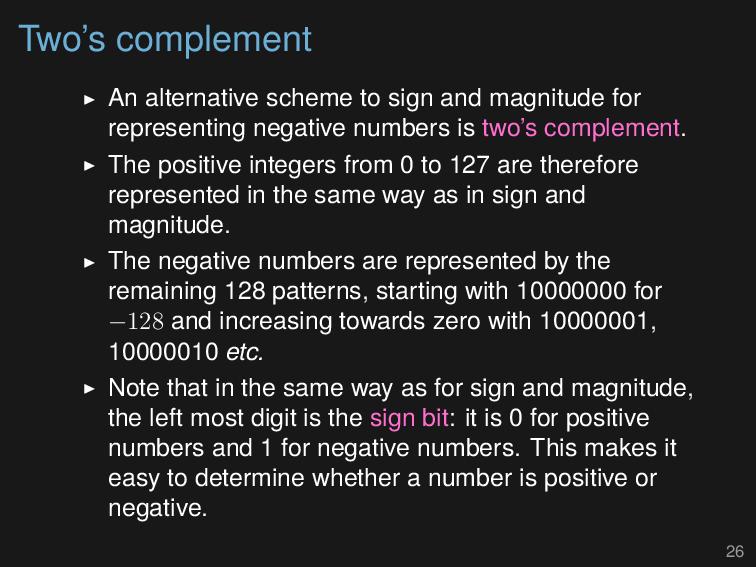 Two's complement
▶ An alternative scheme to sign and magnitude for
representing negative numbers is two's complement.
▶ The positive integers from 0 to 127 are therefore
represented in the same way as in sign and
magnitude.
▶ The negative numbers are represented by the
remaining 128 patterns, starting with 10000000 for
−128 and increasing towards zero with 10000001,
10000010 etc.
▶ Note that in the same way as for sign and magnitude,
the left most digit is the sign bit: it is 0 for positive
numbers and 1 for negative numbers. This makes it
easy to determine whether a number is positive or
negative.
26